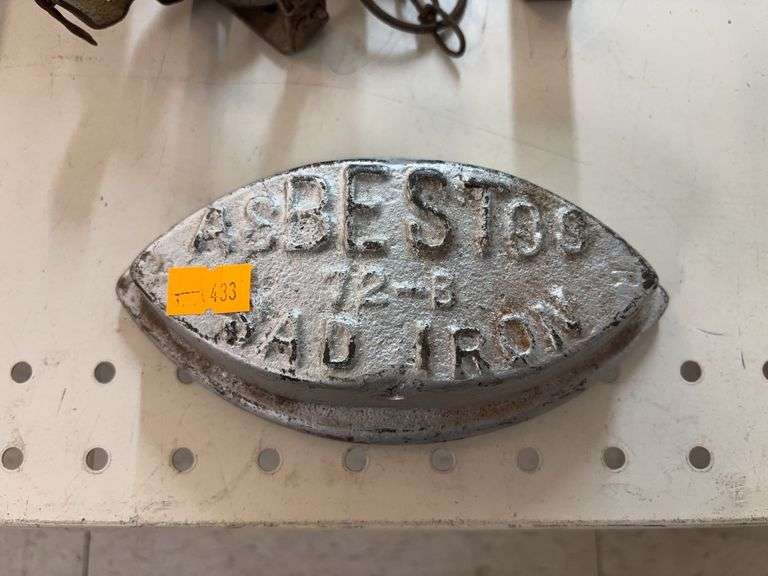 ASBESTOS
72-B
SAD IRON
433